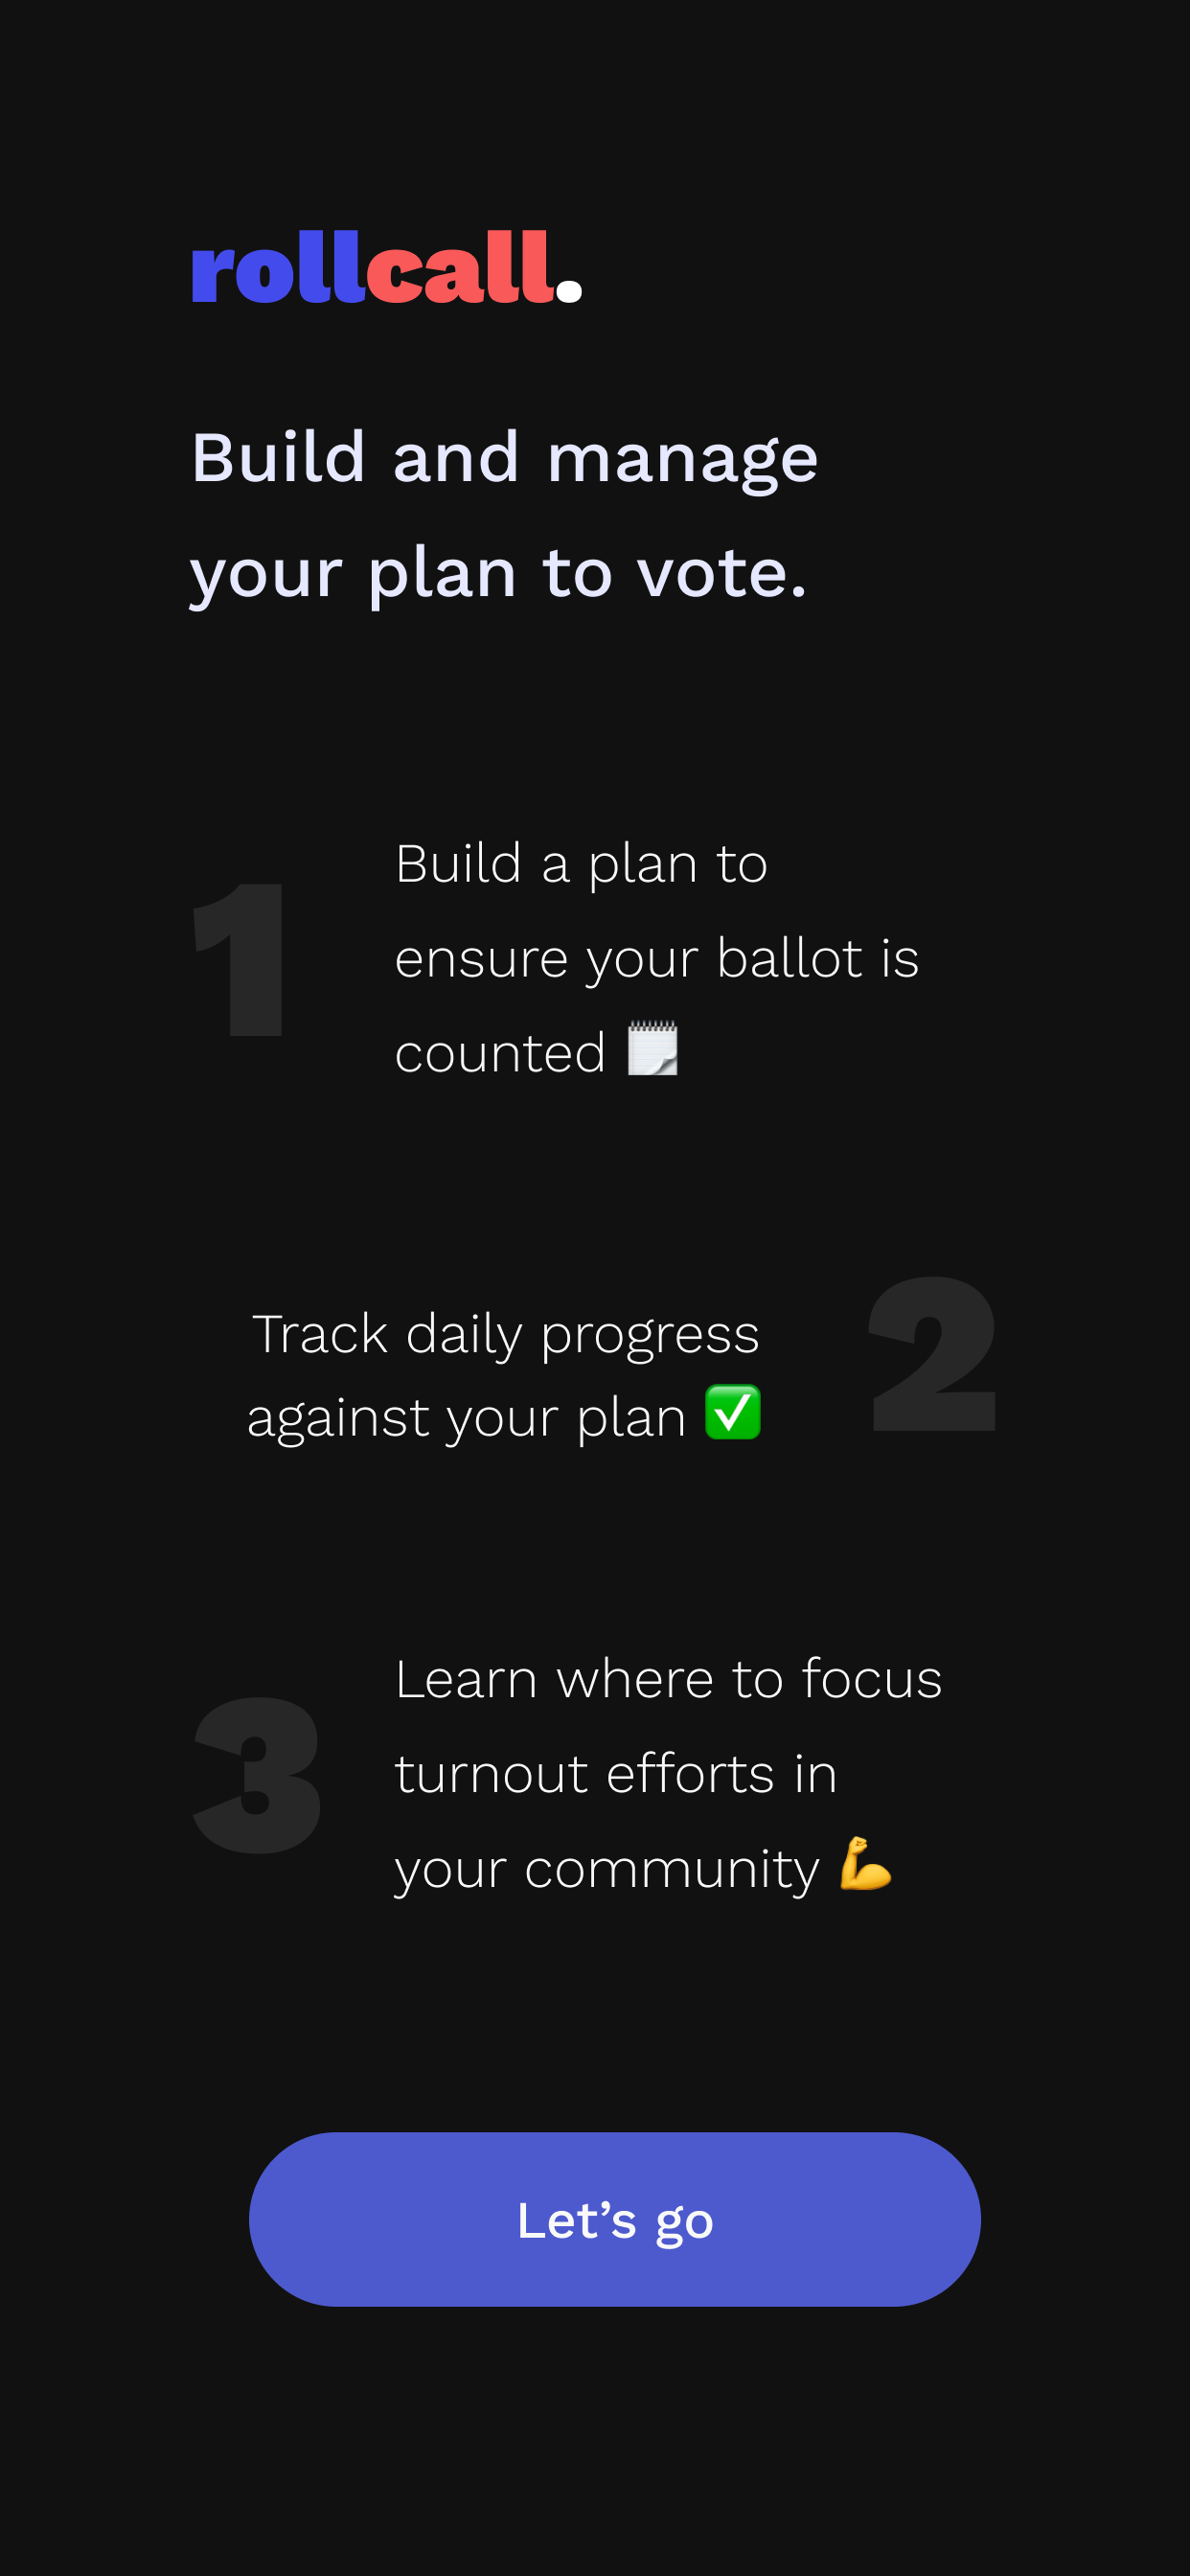 rollcall.
Build and manage
your plan to vote.
1
Build a plan to
ensure your ballot is
counted 🗒️
2
Track daily progress
against your plan ✅
3
Learn where to focus
turnout efforts in
your community 💪
Let’s go